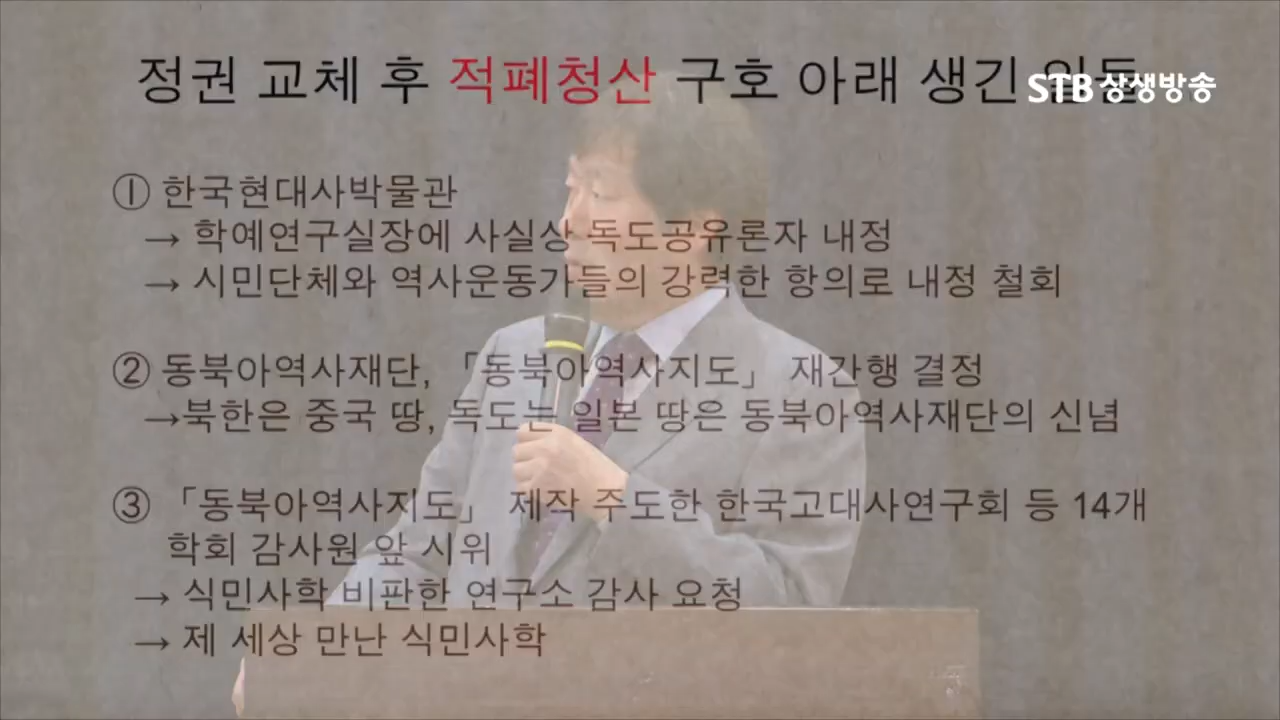 정권 교체 후 적폐청산 구호 아래 생긴 일들
STB 상생방송
① 한국현대사박물관
→ 학예연구실장에 사실상 독도공유론자 내정
→ 시민단체와 역사운동가들의 강력한 항의로 내정 철회
② 동북아역사재단, 「동북아역사지도」 재간행 결정
→북한은 중국 땅, 독도는 일본 땅은 동북아역사재단의 신념
③ 「동북아역사지도」 제작 주도한 한국고대사연구회 등 14개
학회 감사원 앞 시위
→ 식민사학 비판한 연구소 감사 요청
→ 제 세상 만난 식민사학